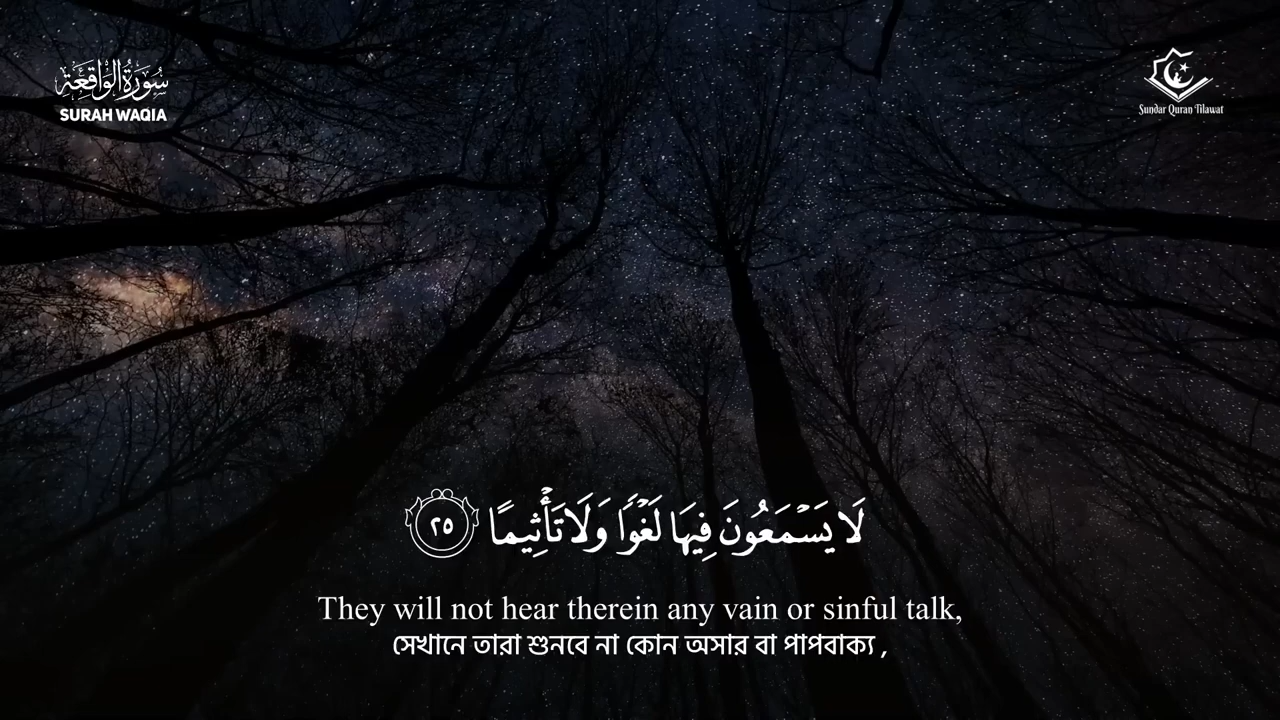 سُورَةُ الوَاقِعَة
SURAH WAQIA
Sundar Quran Tilawat
لَا يَسْمَعُونَ فِيهَا لَغْوًا وَلَا تَأْثِيمًا ٢٥
They will not hear therein any vain or sinful talk,
সেখানে তারা শুনবে না কোন অসার বা পাপবাক্য ,